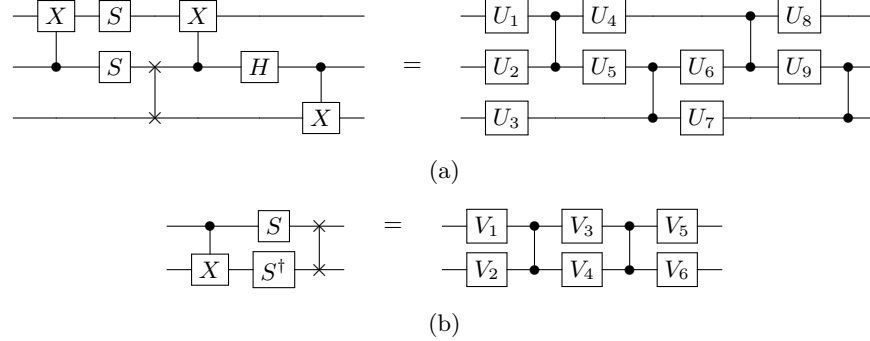 X S X = U₁ U₄ U₈
S H U₂ U₅ U₆ U₉
X U₃ U₇
(a)
S = V₁ V₃ V₅
X S† V₂ V₄ V₆
(b)